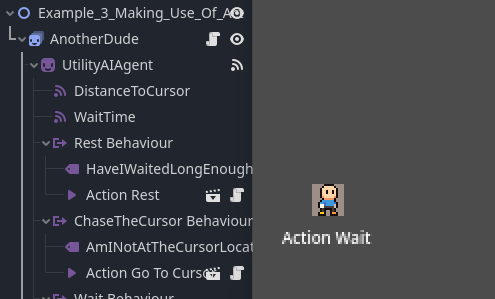 Example_3_Making_Use_Of_A
AnotherDude
UtilityAIAgent
DistanceToCursor
WaitTime
Rest Behaviour
HaveIWaitedLongEnough
Action Rest
ChaseTheCursor Behaviour
AmINotAtTheCursorLocat
Action Go To Cursor
Wait Behaviour
Action Wait